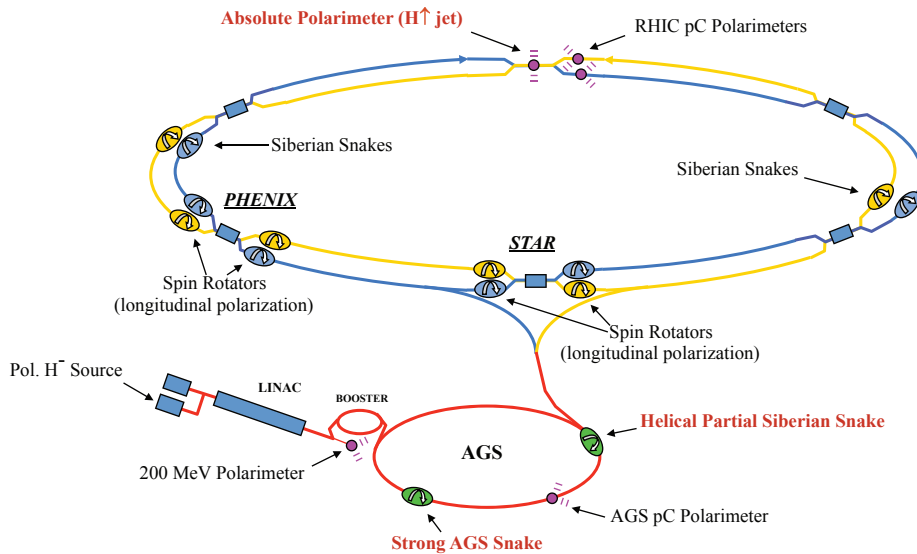 Absolute Polarimeter (H↑ jet)
RHIC pC Polarimeters
Siberian Snakes
Siberian Snakes
PHENIX
STAR
Spin Rotators
(longitudinal polarization)
Spin Rotators
(longitudinal polarization)
Pol. H⁻ Source
LINAC
BOOSTER
Helical Partial Siberian Snake
AGS
200 MeV Polarimeter
AGS pC Polarimeter
Strong AGS Snake